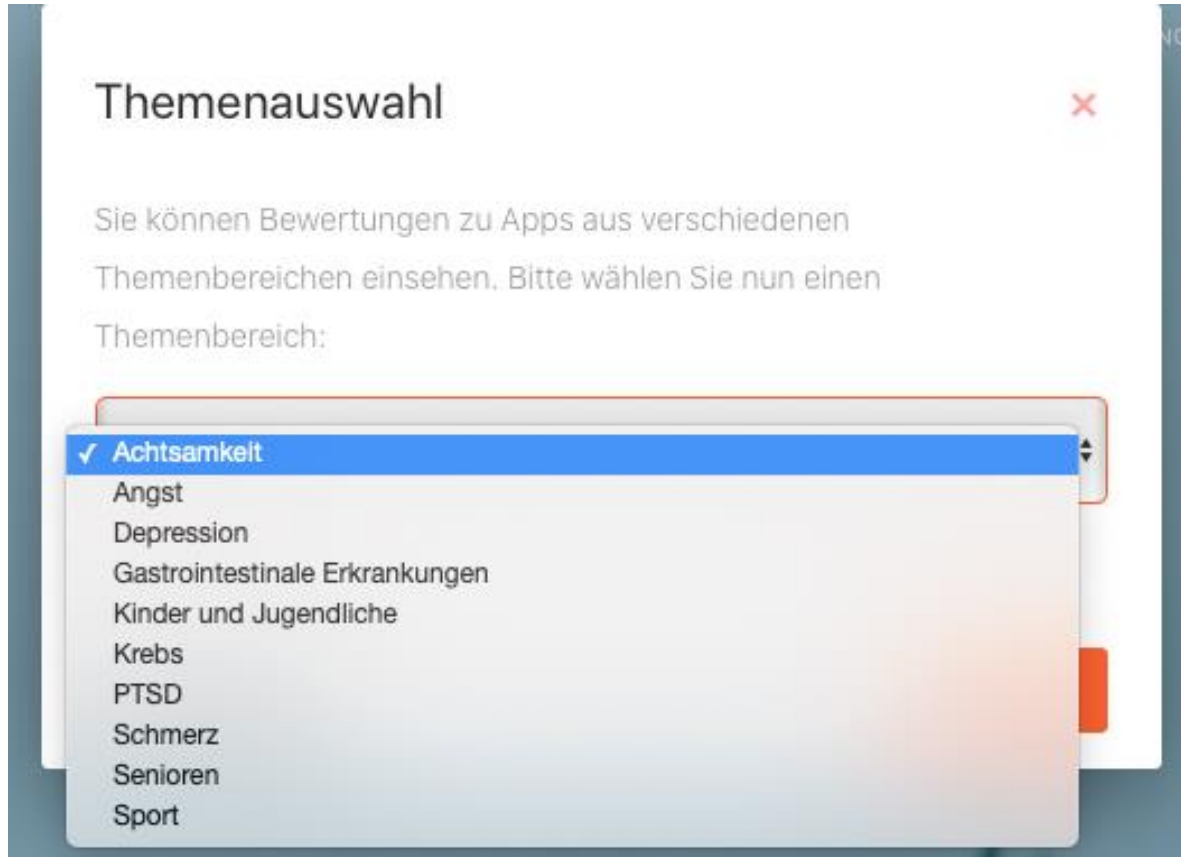 Themenauswahl
Sie können Bewertungen zu Apps aus verschiedenen
Themenbereichen einsehen. Bitte wählen Sie nun einen
Themenbereich:
✓ Achtsamkeit
Angst
Depression
Gastrointestinale Erkrankungen
Kinder und Jugendliche
Krebs
PTSD
Schmerz
Senioren
Sport